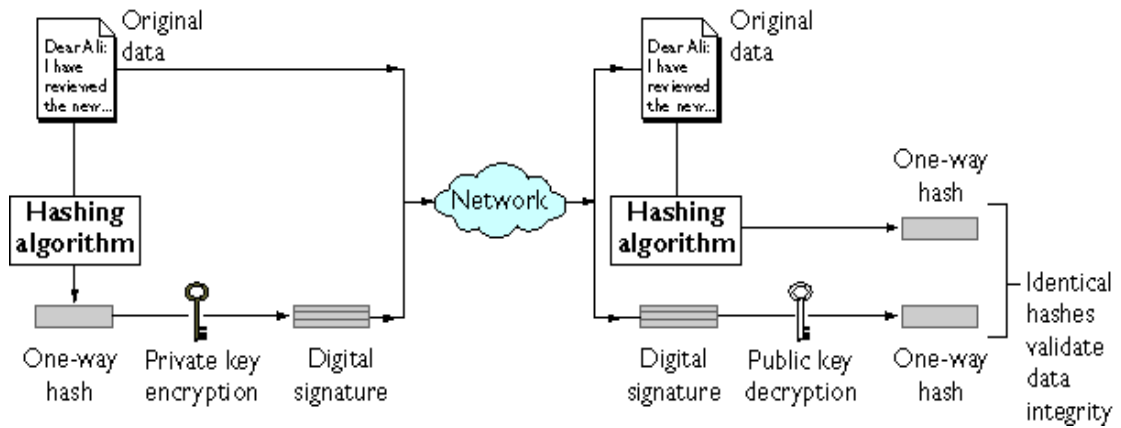 Original
data
Dear Ali:
I have
reviewed
the new...
Hashing
algorithm
One-way
hash
Private key
encryption
Digital
signature
Network
Original
data
Dear Ali:
I have
reviewed
the new...
Hashing
algorithm
One-way
hash
Digital
signature
Public key
decryption
One-way
hash
Identical
hashes
validate
data
integrity